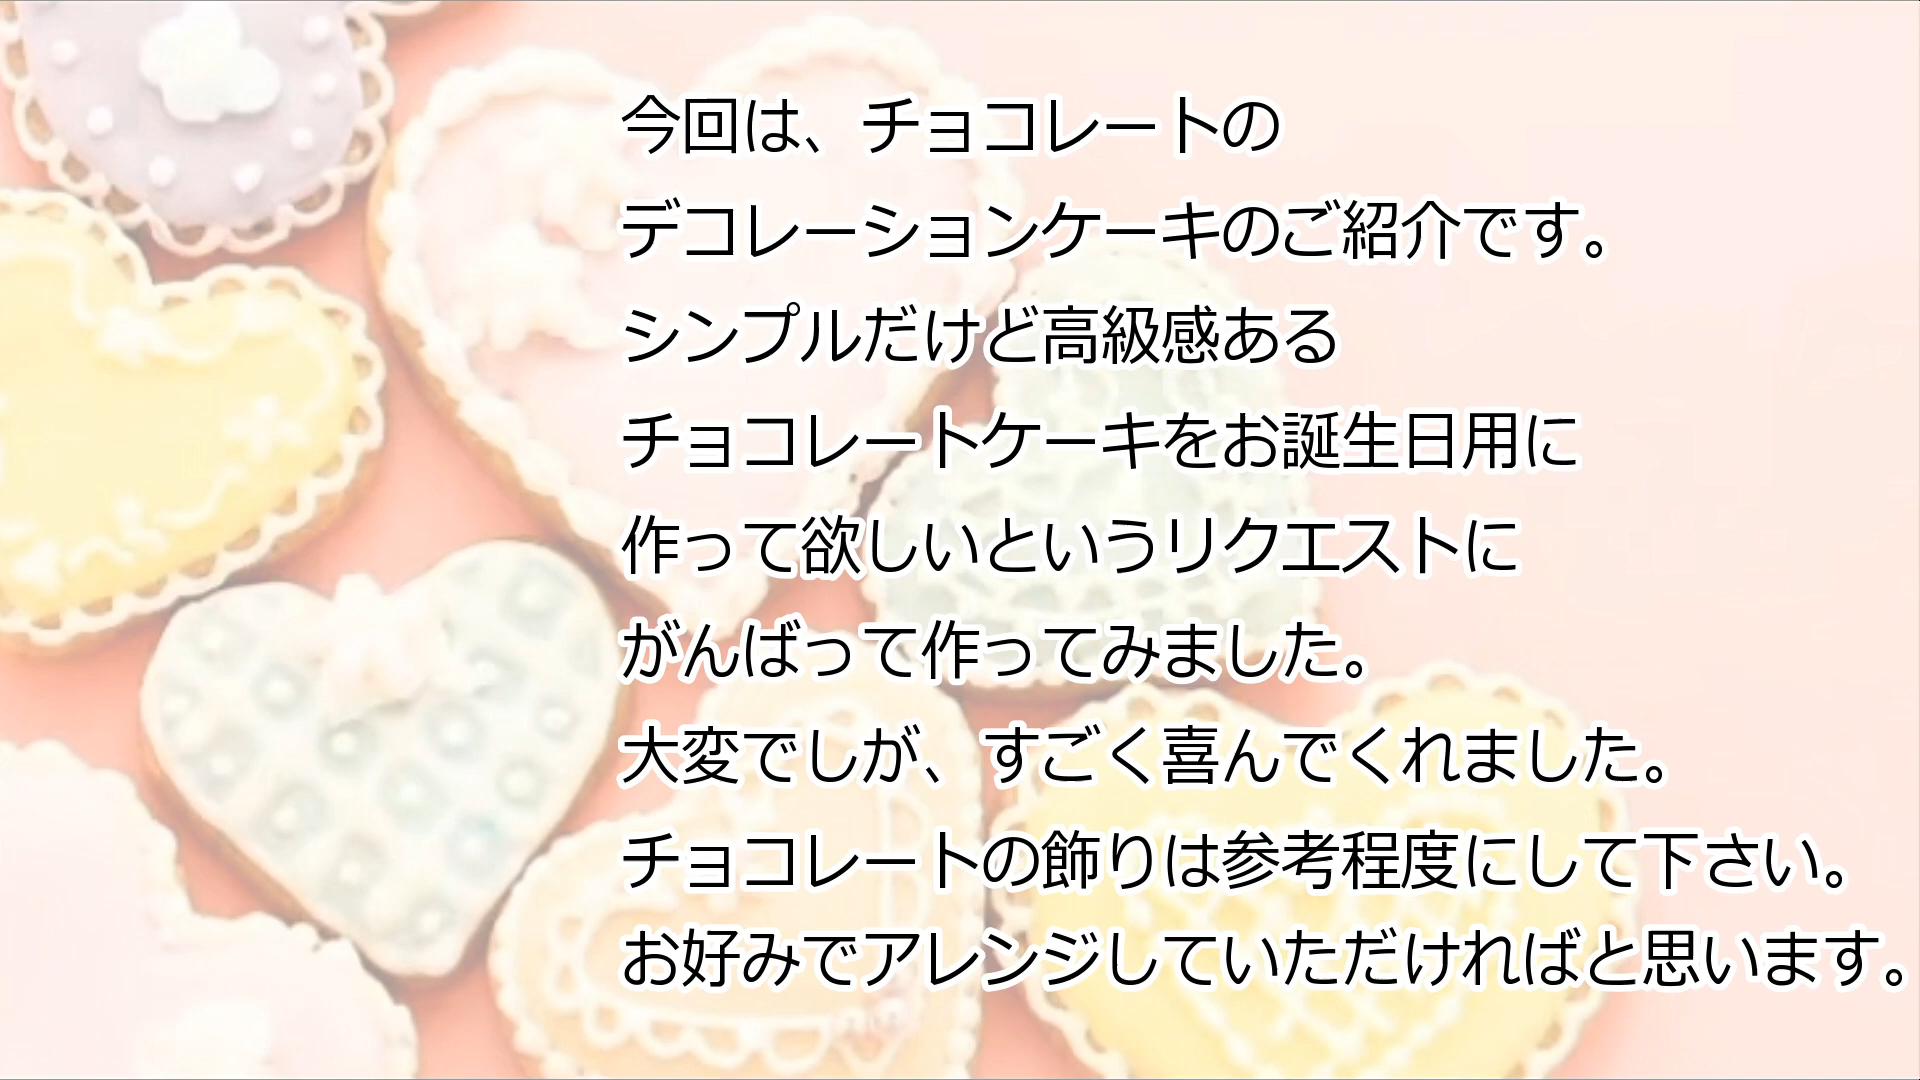 今回は、チョコレートの
デコレーションケーキのご紹介です。
シンプルだけど高級感ある
チョコレートケーキをお誕生日用に
作って欲しいというリクエストに
がんばって作ってみました。
大変でしが、すごく喜んでくれました。
チョコレートの飾りは参考程度にして下さい。
お好みでアレンジしていただければと思います。